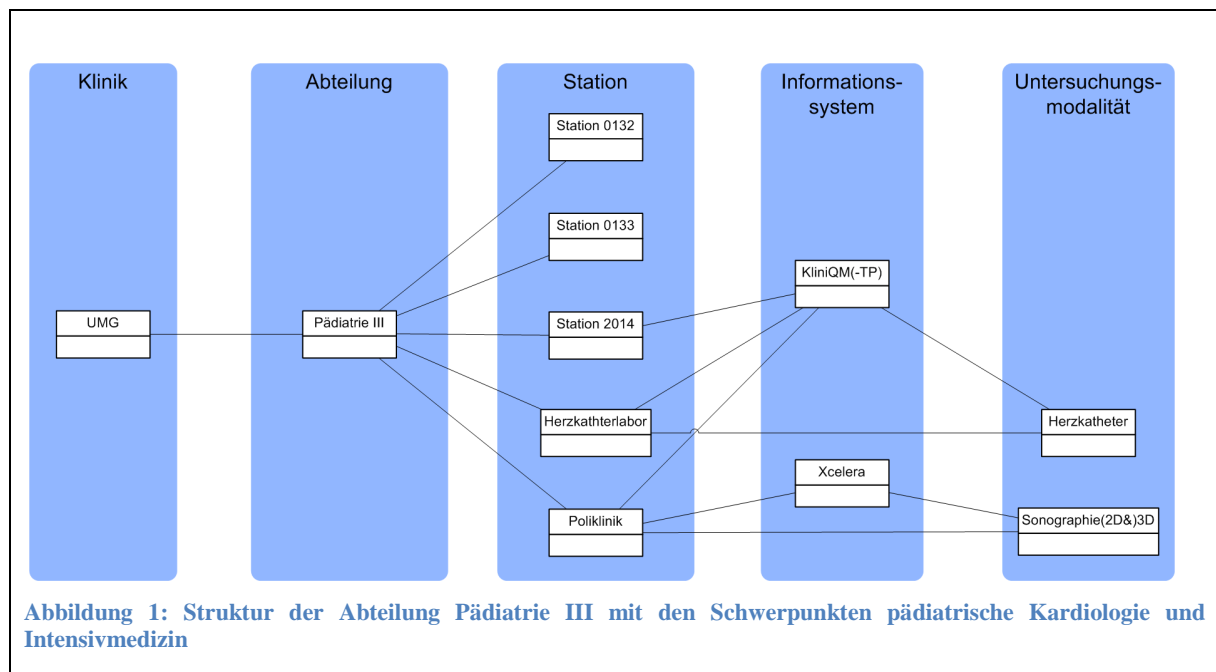 Klinik
Abteilung
Station
Informations-
system
Untersuchungs-
modalität
Station 0132
Station 0133
KliniQM(-TP)
UMG
Pädiatrie III
Station 2014
Herzkathterlabor
Herzkatheter
Xcelera
Poliklinik
Sonographie(2D&)3D
Abbildung 1: Struktur der Abteilung Pädiatrie III mit den Schwerpunkten pädiatrische Kardiologie und
Intensivmedizin